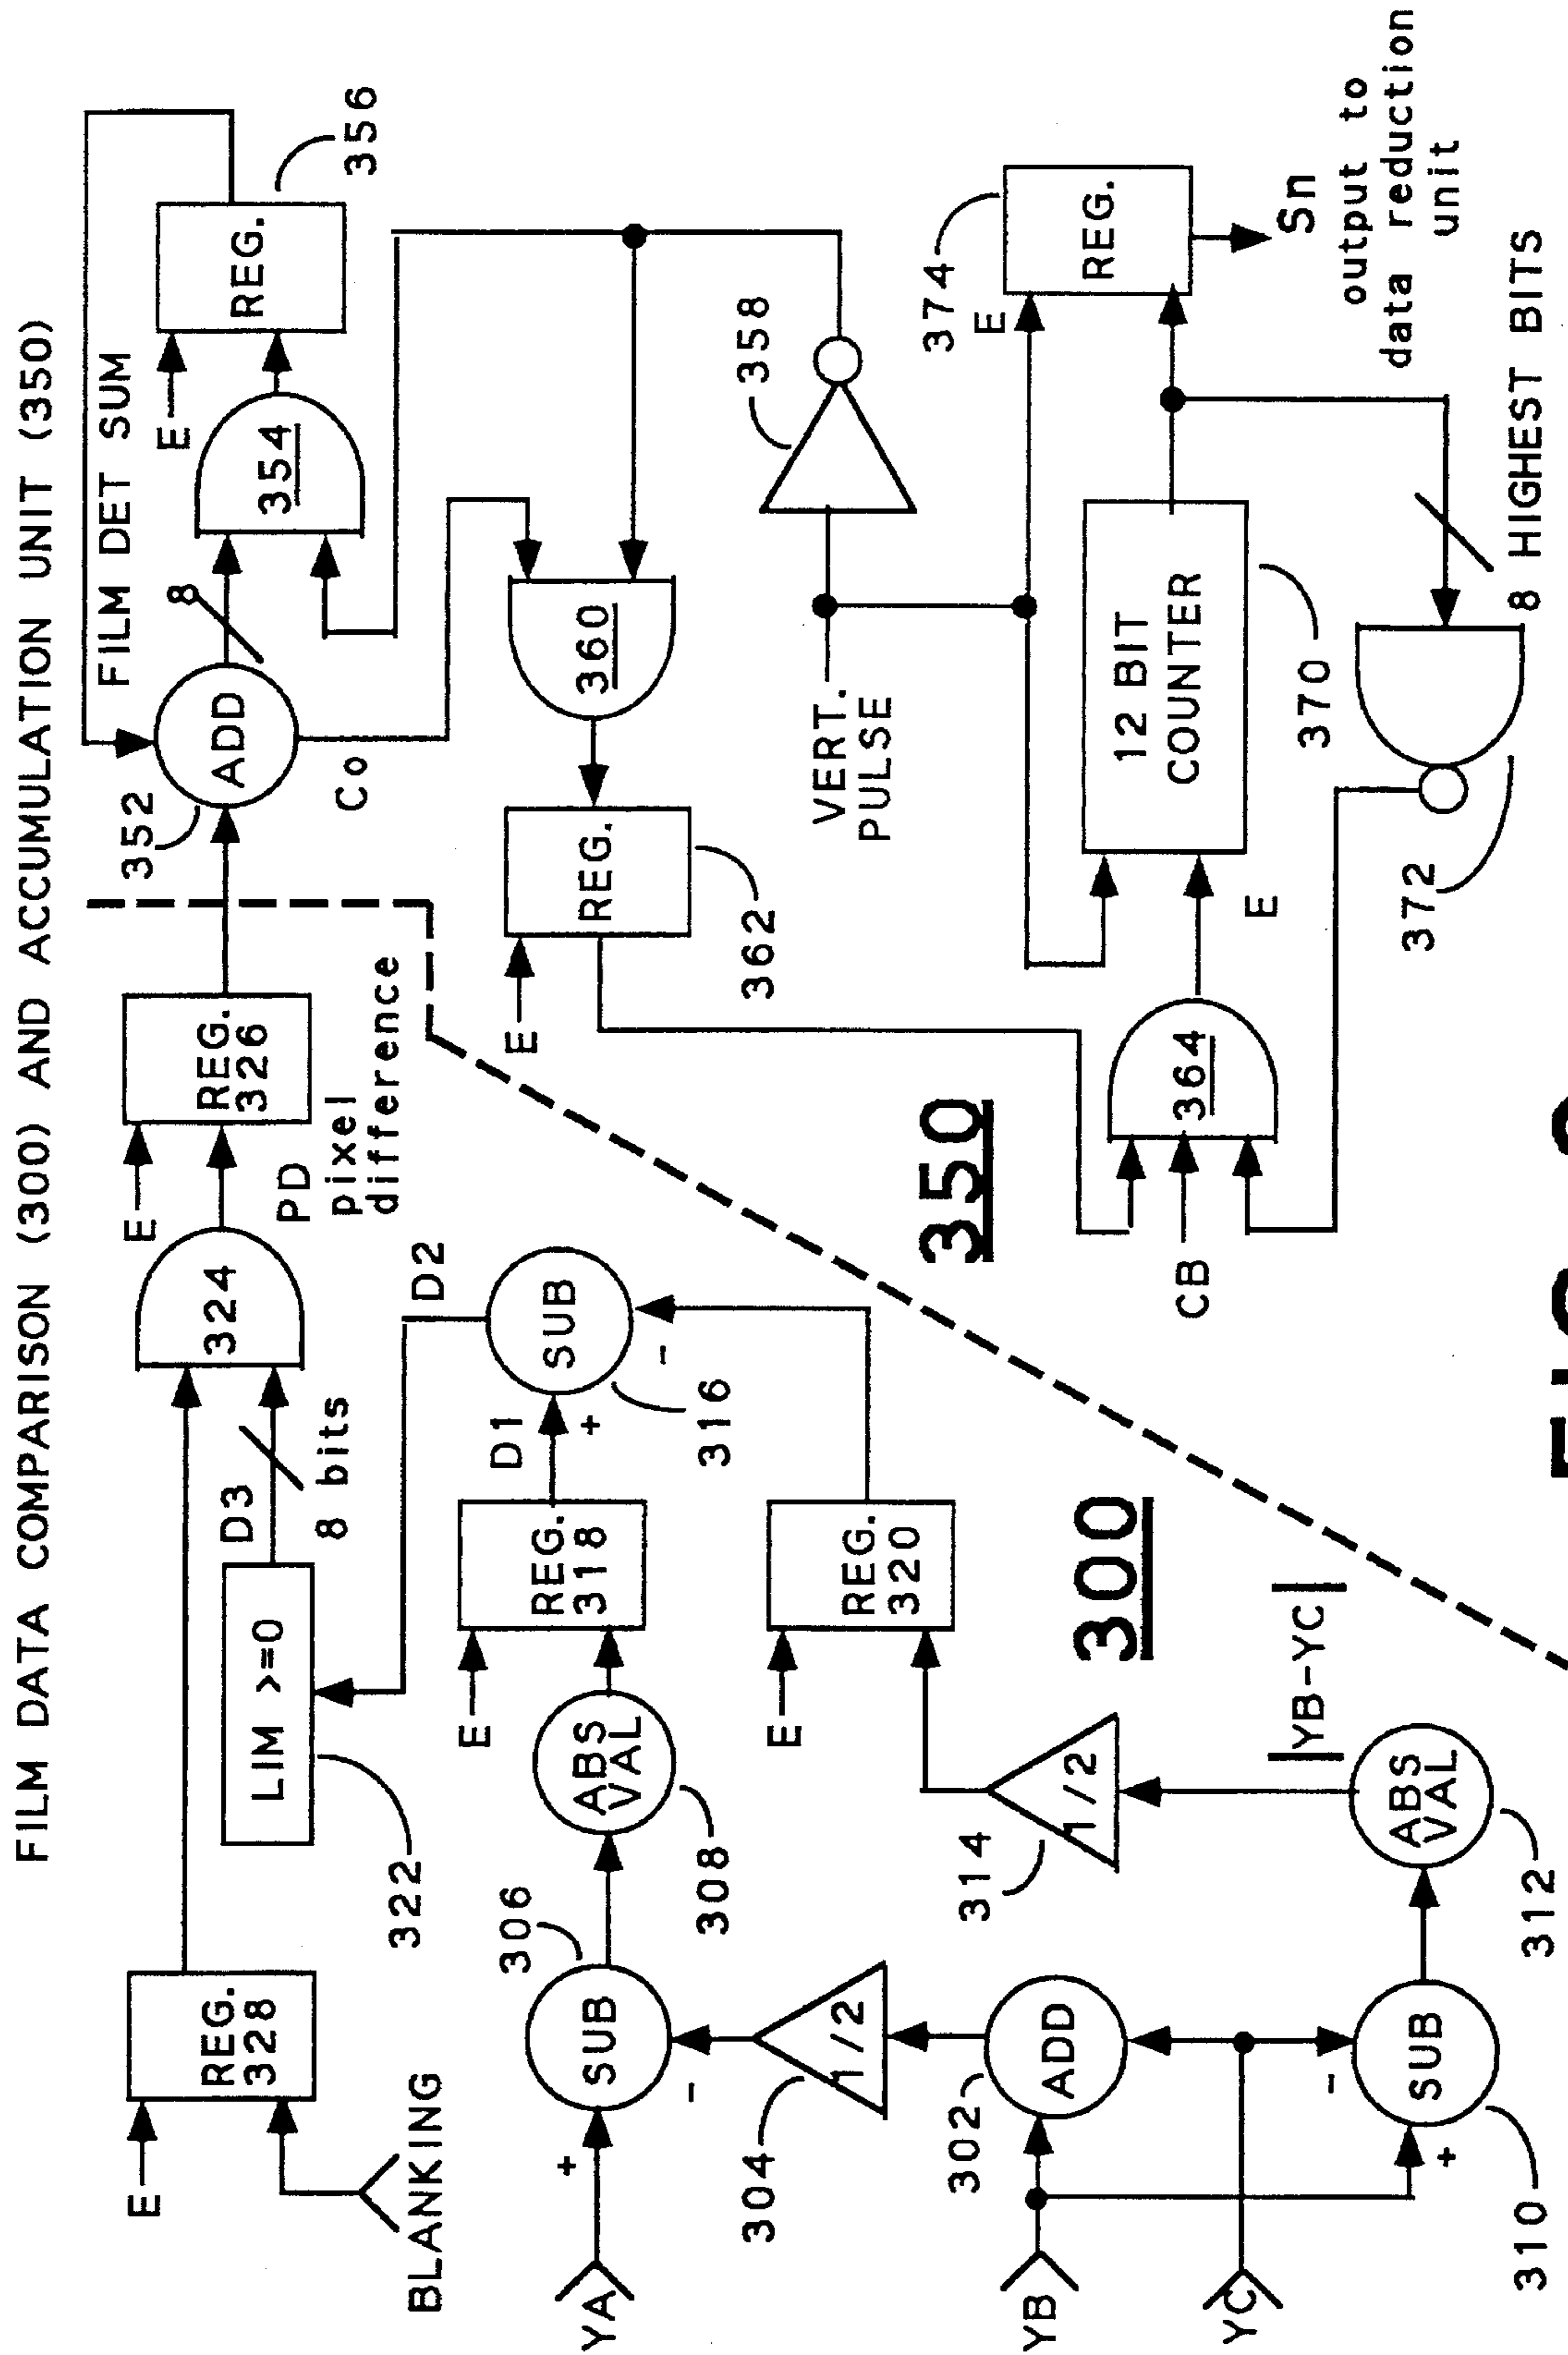 FILM DATA COMPARISON (300) AND ACCUMULATION UNIT (350)
E
REG.
328
BLANKING
LIM >=0
322
D3
8 bits
324
E
REG.
326
PD
pixel
difference
352
ADD
Co
8
FILM DET SUM
354
E
REG.
356
YA
+
SUB
306
-
304
1/2
ABS
VAL
308
E
REG.
318
D1
+
SUB
316
-
D2
E
REG.
320
YB
YC
302
ADD
310
+
-
SUB
312
ABS
VAL
|YB-YC|
314
1/2
300
350
E
REG.
362
360
VERT.
PULSE
358
CB
364
E
12 BIT
COUNTER
370
372
8 HIGHEST BITS
374
E
REG.
Sn
output to
data reduction
unit